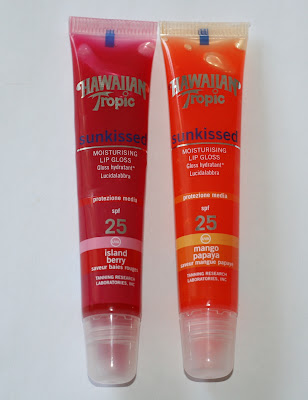 HAWAIIAN
Tropic
sunkissed
MOISTURISING
LIP GLOSS
Gloss hydratant*
Lucidalabbra
protezione media
spf
25
island
berry
saveur baies rouges
TANNING RESEARCH
LABORATORIES, INC
HAWAIIAN
Tropic
sunkissed
MOISTURISING
LIP GLOSS
Gloss hydratant*
Lucidalabbra
protezione media
spf
25
mango
papaya
saveur mangue papaye
TANNING RESEARCH
LABORATORIES, INC